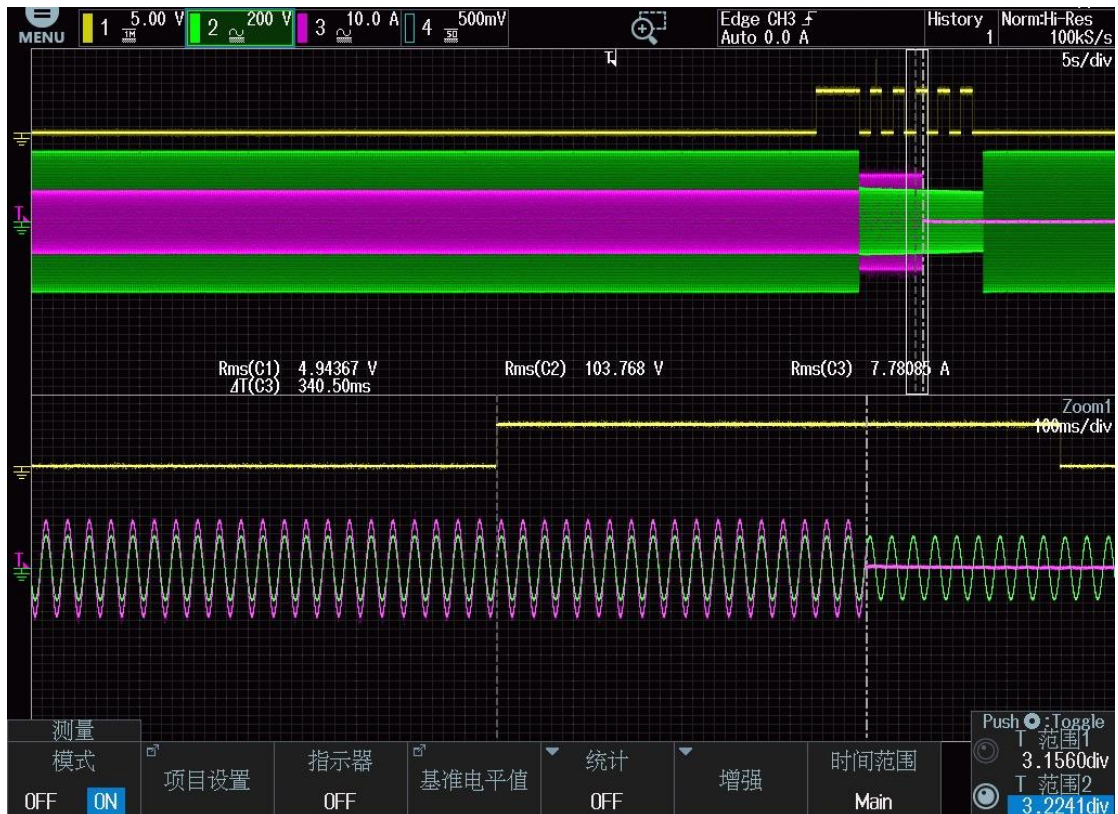 MENU
1 5.00 V 1M
2 200 V
3 10.0 A
4 500mV 50
Edge CH3
Auto 0.0 A
History
1
Norm:Hi-Res
100kS/s
5s/div
T
T
Rms(C1) 4.94367 V
Rms(C2) 103.768 V
Rms(C3) 7.78085 A
ΔT(C3) 340.50ms
Zoom1
100ms/div
T
测量
模式
OFF ON
项目设置
指示器
OFF
基准电平值
统计
OFF
增强
时间范围
Main
Push :Toggle
T 范围1
3.1560div
T 范围2
3.2241div